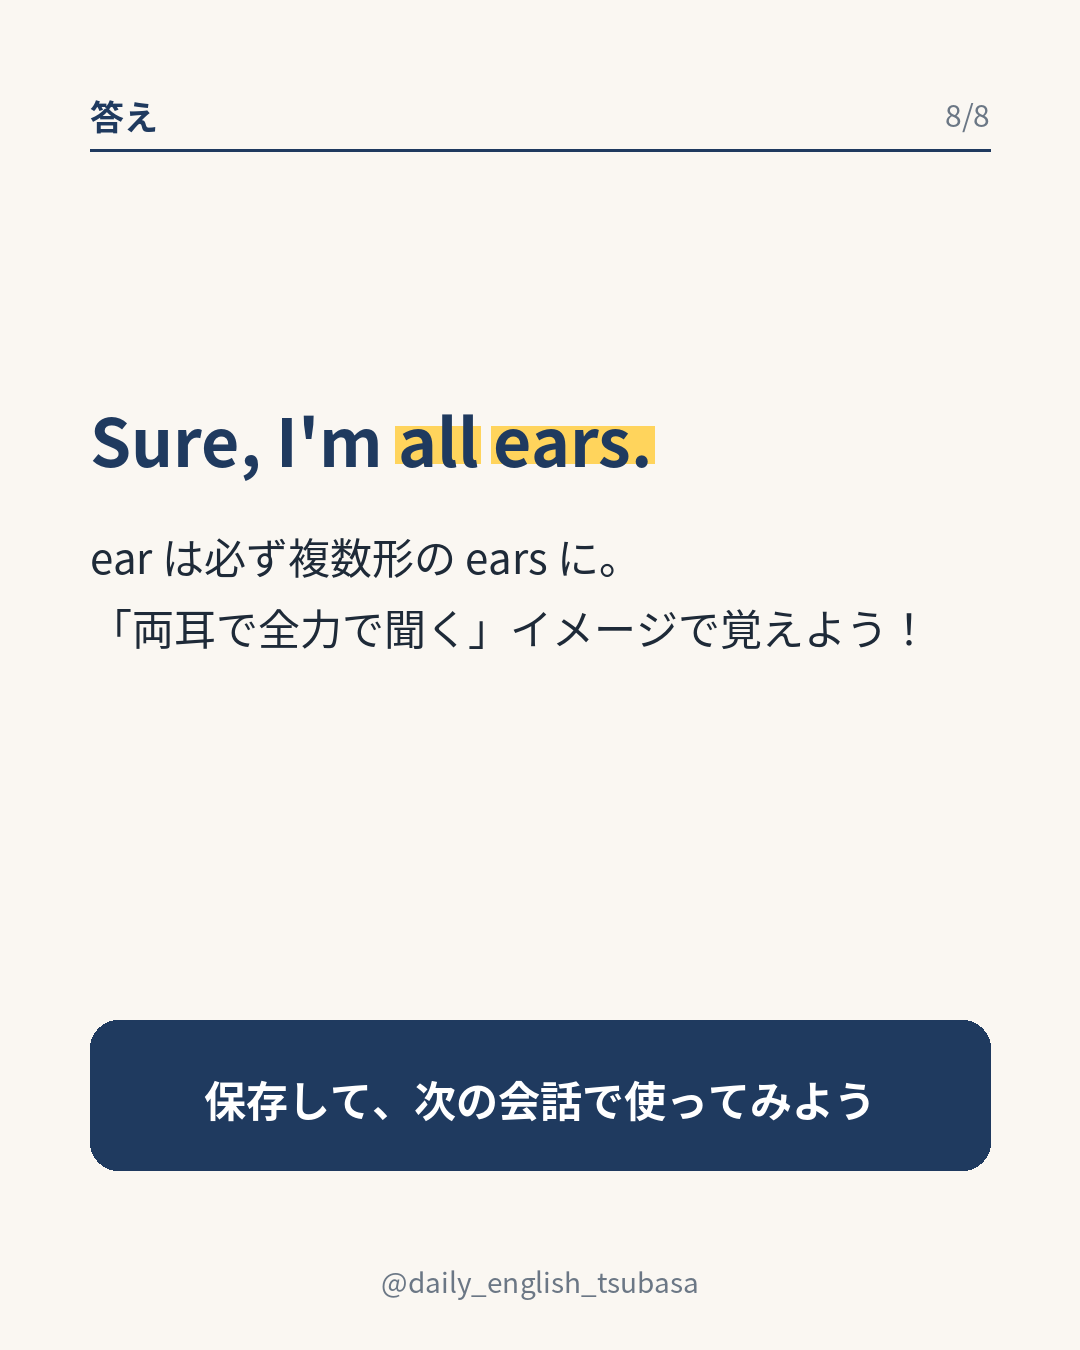 答え
8/8
Sure, I'm all ears.
ear は必ず複数形の ears に。
「両耳で全力で聞く」イメージで覚えよう！
保存して、次の会話で使ってみよう
@daily_english_tsubasa